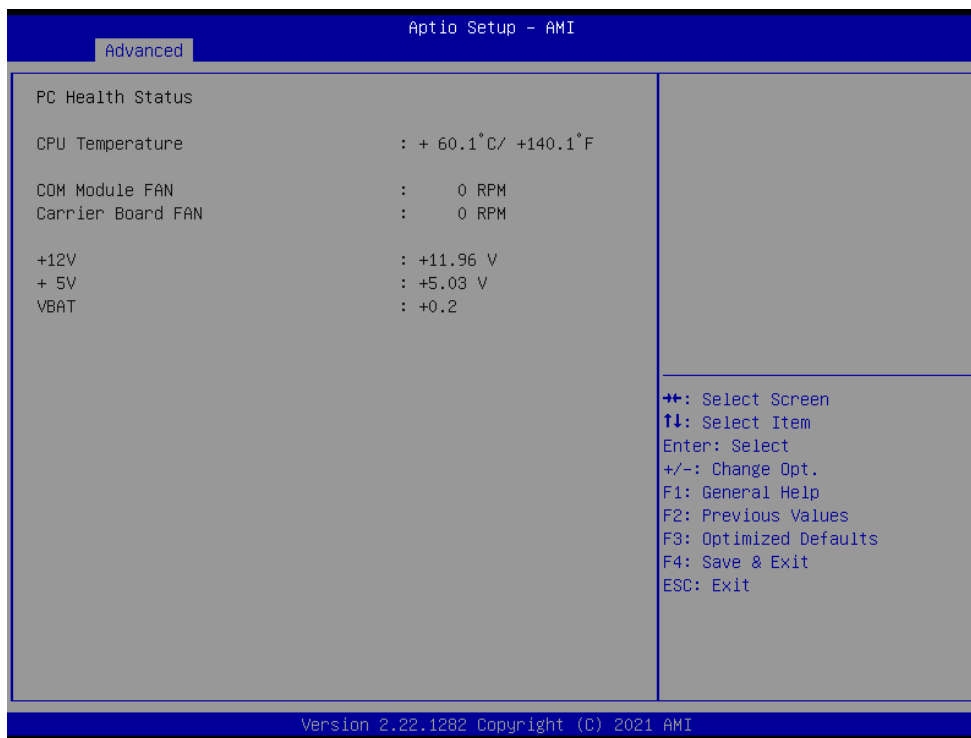 Aptio Setup – AMI
Advanced
PC Health Status
CPU Temperature : + 60.1°C/ +140.1°F
COM Module FAN : 0 RPM
Carrier Board FAN : 0 RPM
+12V : +11.96 V
+ 5V : +5.03 V
VBAT : +0.2
→←: Select Screen
↑↓: Select Item
Enter: Select
+/-: Change Opt.
F1: General Help
F2: Previous Values
F3: Optimized Defaults
F4: Save & Exit
ESC: Exit
Version 2.22.1282 Copyright (C) 2021 AMI